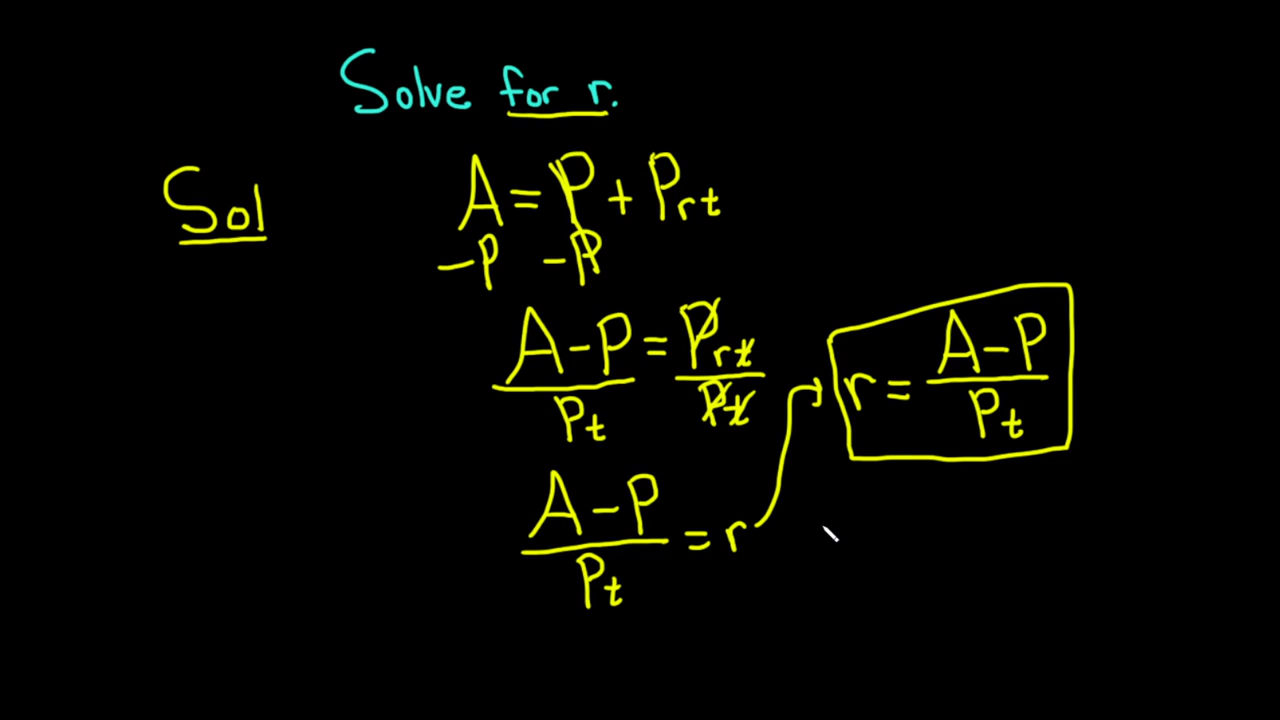 Solve for r.
Sol
A = P + Prt
-P -P
A-P = Prt
Pt Pt
A-P
Pt = r
r = A-P
Pt